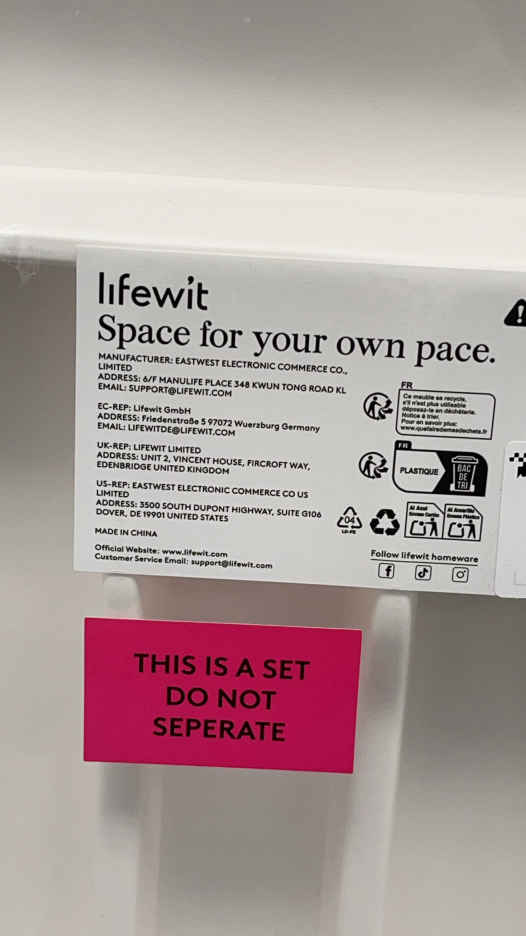 lifewit
Space for your own pace.
MANUFACTURER: EASTWEST ELECTRONIC COMMERCE CO.,
LIMITED
ADDRESS: 6/F MANULIFE PLACE 348 KWUN TONG ROAD KL
EMAIL: SUPPORT@LIFEWIT.COM
EC-REP: Lifewit GmbH
ADDRESS: Friedenstraße 5 97072 Wuerzburg Germany
EMAIL: LIFEWITDE@LIFEWIT.COM
UK-REP: LIFEWIT LIMITED
ADDRESS: UNIT 2, VINCENT HOUSE, FIRCROFT WAY,
EDENBRIDGE UNITED KINGDOM
US-REP: EASTWEST ELECTRONIC COMMERCE CO US
LIMITED
ADDRESS: 3500 SOUTH DUPONT HIGHWAY, SUITE G106
DOVER, DE 19901 UNITED STATES
MADE IN CHINA
Official Website: www.lifewit.com
Customer Service Email: support@lifewit.com
FR
Ce meuble se recycle,
s'il n'est plus utilisable
déposez-le en déchèterie.
Notice à trier.
Pour en savoir plus:
www.quefairedemesdechets.fr
FR
PLASTIQUE
BAC
DE
TRI
04
Follow lifewit homeware
THIS IS A SET
DO NOT
SEPERATE